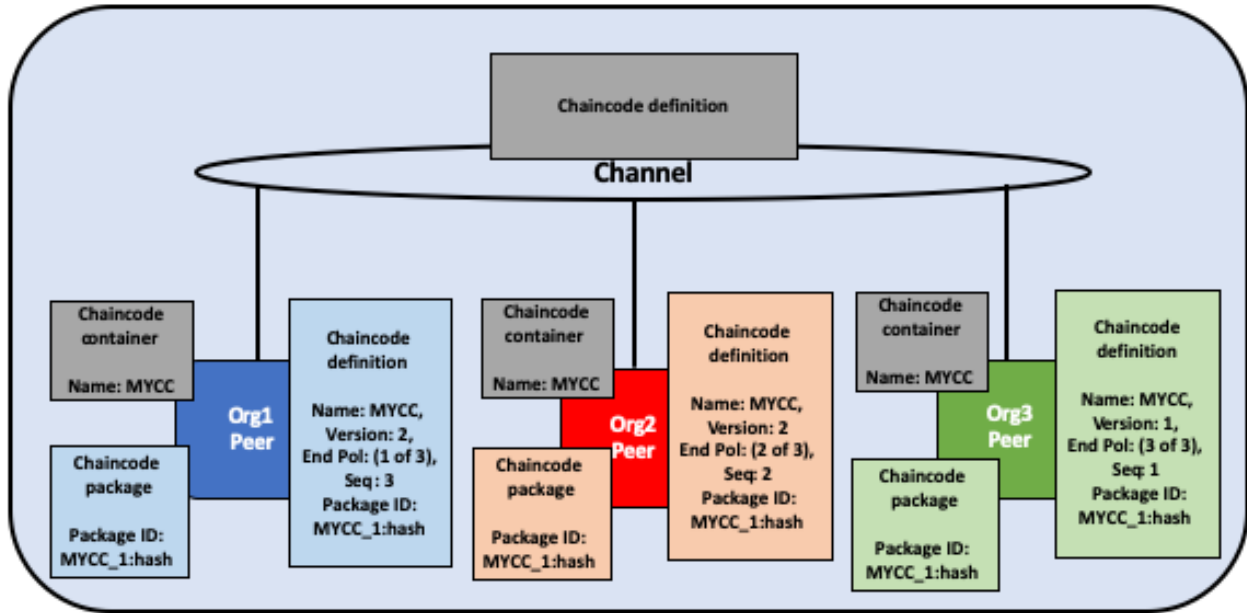 Chaincode definition
Channel
Chaincode
container
Name: MYCC
Org1
Peer
Chaincode
package
Package ID:
MYCC_1:hash
Chaincode
definition
Name: MYCC,
Version: 2,
End Pol: (1 of 3),
Seq: 3
Package ID:
MYCC_1:hash
Chaincode
container
Name: MYCC
Org2
Peer
Chaincode
package
Package ID:
MYCC_1:hash
Chaincode
definition
Name: MYCC,
Version: 2
End Pol: (2 of 3),
Seq: 2
Package ID:
MYCC_1:hash
Chaincode
container
Name: MYCC
Org3
Peer
Chaincode
package
Package ID:
MYCC_1:hash
Chaincode
definition
Name: MYCC,
Version: 1,
End Pol: (3 of 3),
Seq: 1
Package ID:
MYCC_1:hash